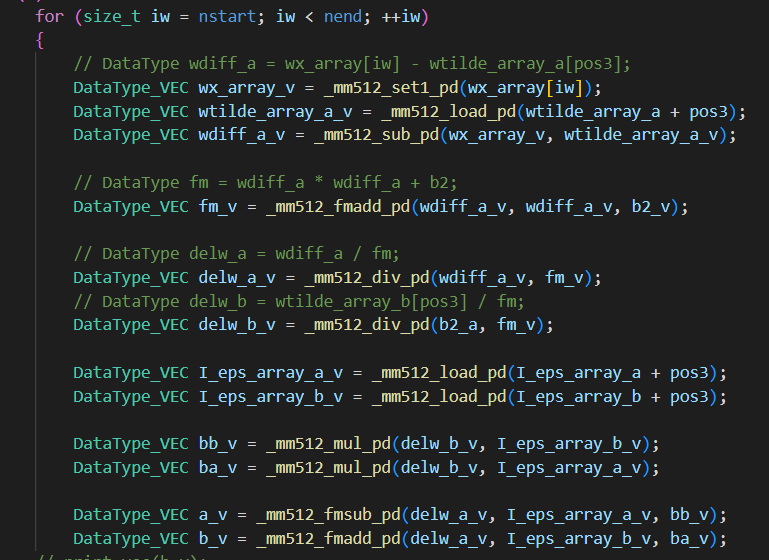 for (size_t iw = nstart; iw < nend; ++iw)
{
// DataType wdiff_a = wx_array[iw] - wtilde_array_a[pos3];
DataType_VEC wx_array_v = _mm512_set1_pd(wx_array[iw]);
DataType_VEC wtilde_array_a_v = _mm512_load_pd(wtilde_array_a + pos3);
DataType_VEC wdiff_a_v = _mm512_sub_pd(wx_array_v, wtilde_array_a_v);
// DataType fm = wdiff_a * wdiff_a + b2;
DataType_VEC fm_v = _mm512_fmadd_pd(wdiff_a_v, wdiff_a_v, b2_v);
// DataType delw_a = wdiff_a / fm;
DataType_VEC delw_a_v = _mm512_div_pd(wdiff_a_v, fm_v);
// DataType delw_b = wtilde_array_b[pos3] / fm;
DataType_VEC delw_b_v = _mm512_div_pd(b2_a, fm_v);
DataType_VEC I_eps_array_a_v = _mm512_load_pd(I_eps_array_a + pos3);
DataType_VEC I_eps_array_b_v = _mm512_load_pd(I_eps_array_b + pos3);
DataType_VEC bb_v = _mm512_mul_pd(delw_b_v, I_eps_array_b_v);
DataType_VEC ba_v = _mm512_mul_pd(delw_b_v, I_eps_array_a_v);
DataType_VEC a_v = _mm512_fmsub_pd(delw_a_v, I_eps_array_a_v, bb_v);
DataType_VEC b_v = _mm512_fmadd_pd(delw_a_v, I_eps_array_b_v, ba_v);